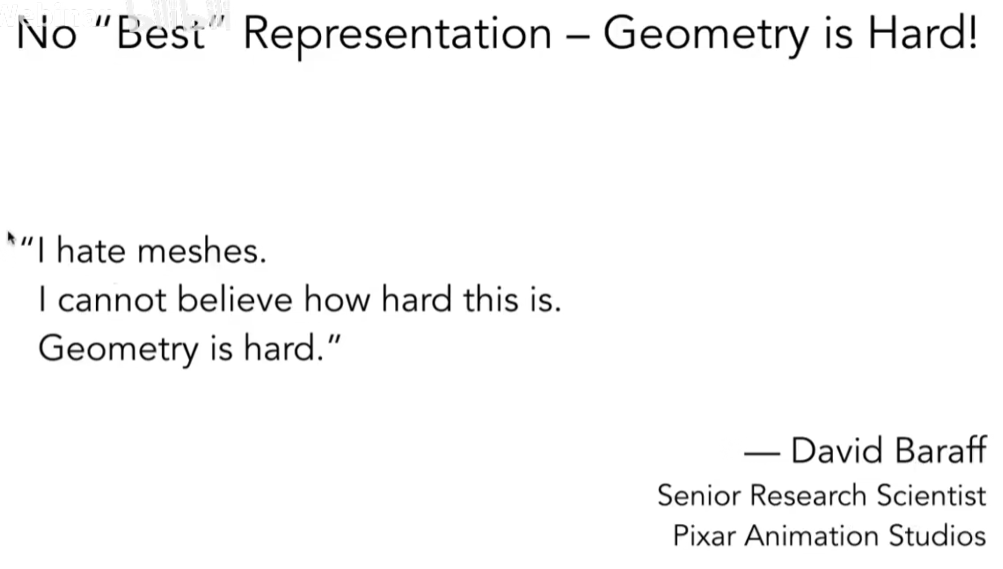 No “Best” Representation – Geometry is Hard!
“I hate meshes.
I cannot believe how hard this is.
Geometry is hard.”
— David Baraff
Senior Research Scientist
Pixar Animation Studios